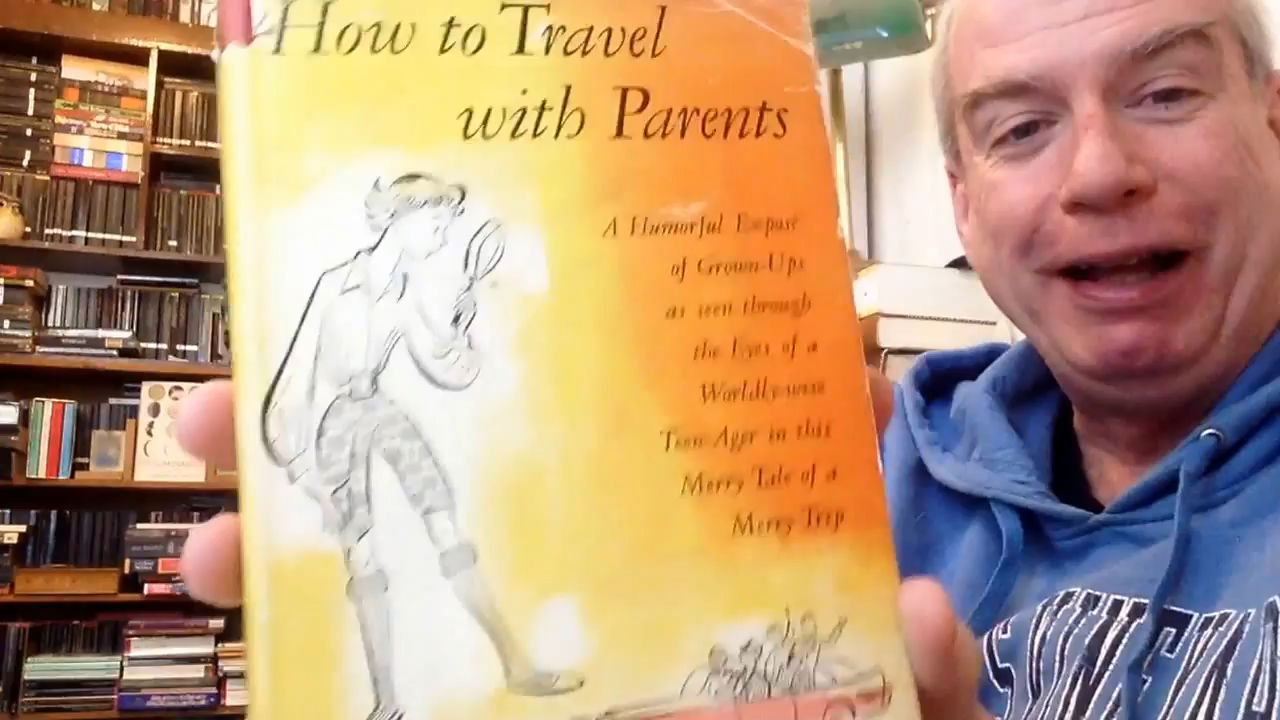 How to Travel
with Parents
A Humorful Exposé
of Grown-Ups
as seen through
the Eyes of a
Worldly-wise
Teen-Ager in this
Merry Tale of a
Merry Trip